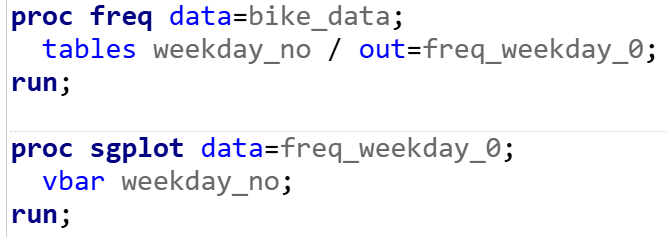 proc freq data=bike_data;
  tables weekday_no / out=freq_weekday_0;
run;
proc sgplot data=freq_weekday_0;
  vbar weekday_no;
run;